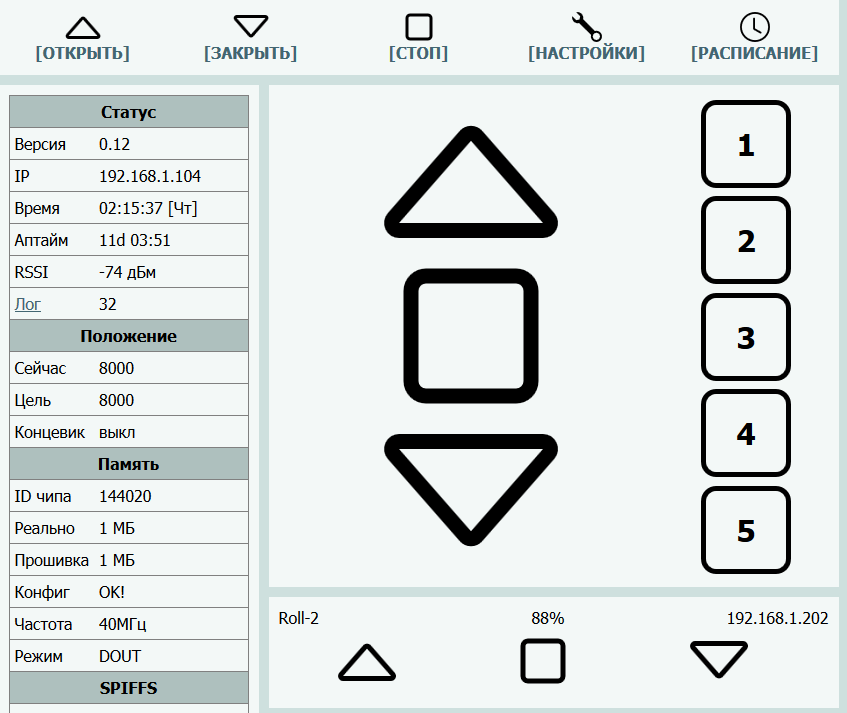 [ОТКРЫТЬ] [ЗАКРЫТЬ] [СТОП] [НАСТРОЙКИ] [РАСПИСАНИЕ]
Статус
Версия 0.12
IP 192.168.1.104
Время 02:15:37 [Чт]
Аптайм 11d 03:51
RSSI -74 дБм
Лог 32
Положение
Сейчас 8000
Цель 8000
Концевик выкл
Память
ID чипа 144020
Реально 1 МБ
Прошивка 1 МБ
Конфиг OK!
Частота 40МГц
Режим DOUT
SPIFFS
1
2
3
4
5
Roll-2 88% 192.168.1.202